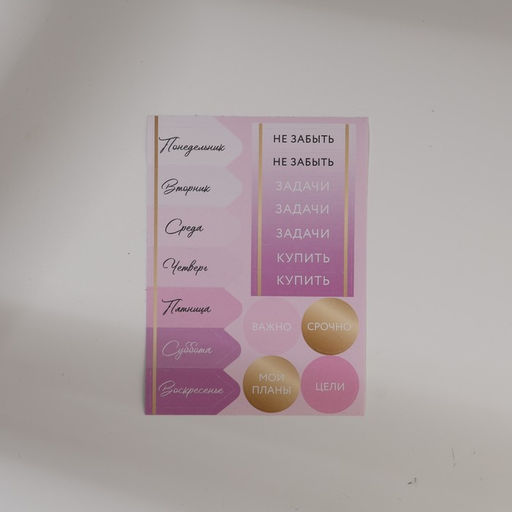 Понедельник
Вторник
Среда
Четверг
Пятница
Суббота
Воскресенье
НЕ ЗАБЫТЬ
НЕ ЗАБЫТЬ
ЗАДАЧИ
ЗАДАЧИ
ЗАДАЧИ
КУПИТЬ
КУПИТЬ
ВАЖНО
СРОЧНО
МОИ
ПЛАНЫ
ЦЕЛИ